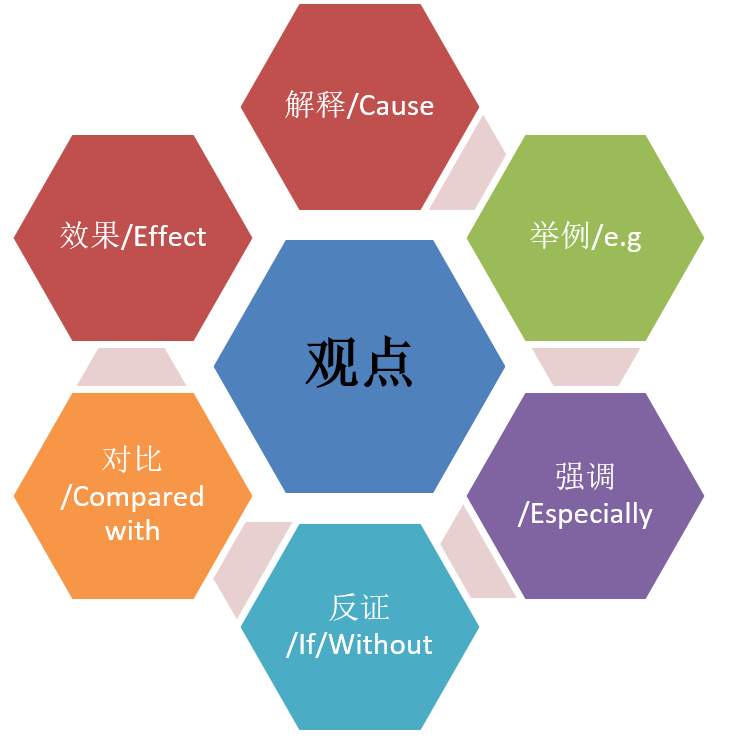 解释/Cause
举例/e.g
强调
/Especially
反证
/If/Without
对比
/Compared
with
效果/Effect
观点